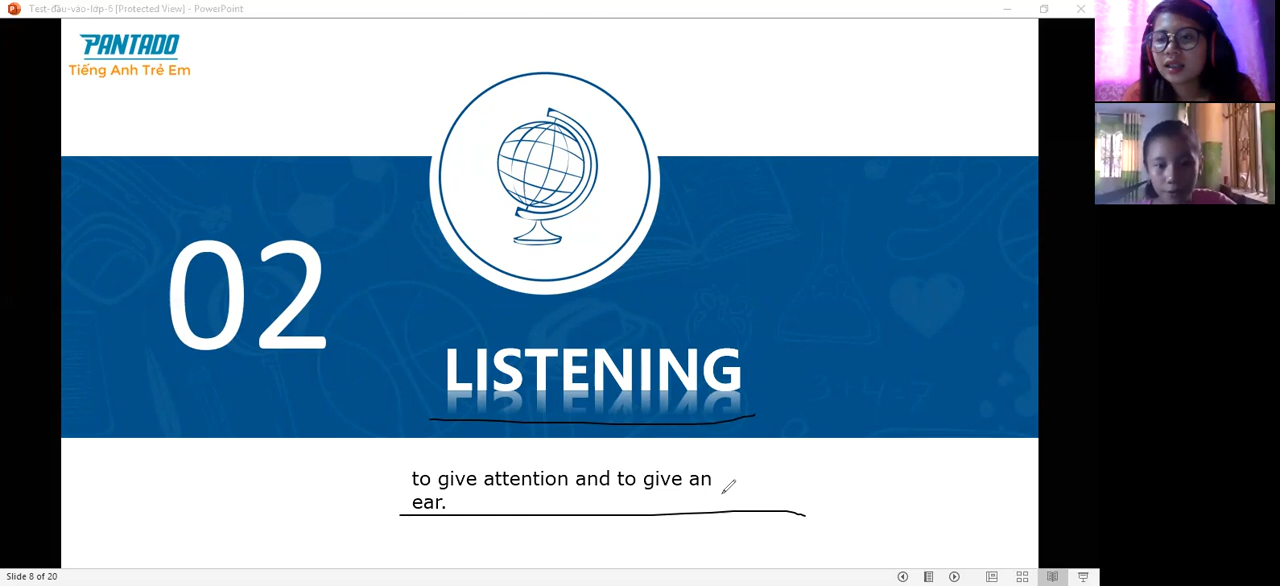 Test-đầu-vào-lớp-6 [Protected View] - PowerPoint
PANTADO
Tiếng Anh Trẻ Em
02
LISTENING
to give attention and to give an
ear.
Slide 8 of 20